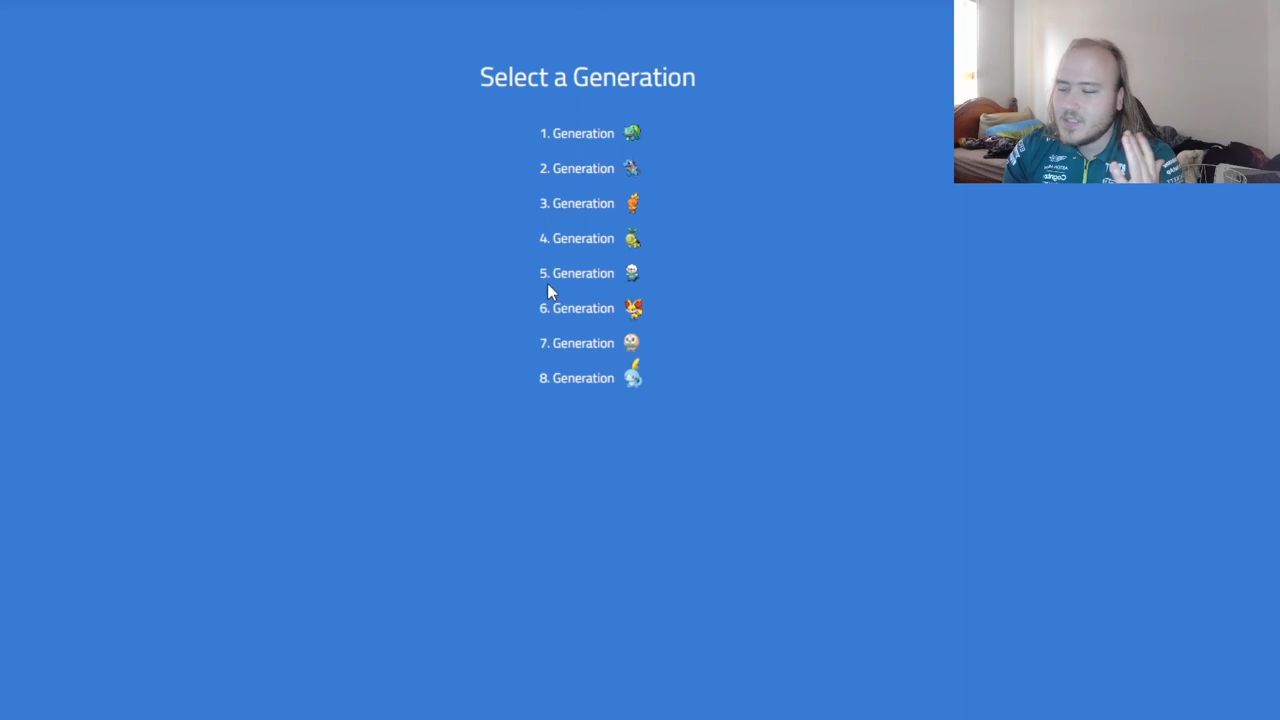 Select a Generation
1. Generation
2. Generation
3. Generation
4. Generation
5. Generation
6. Generation
7. Generation
8. Generation